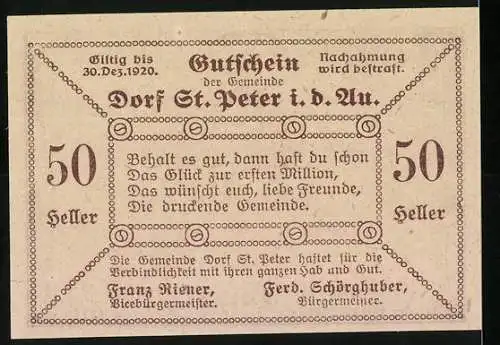 Giltig bis
30. Dez. 1920.
Gutschein
der Gemeinde
Nachahmung
wird bestraft.
Dorf St. Peter i. d. Au.
50
Heller
Behalt es gut, dann hast du schon
Das Glück zur ersten Million,
Das wünscht euch, liebe Freunde,
Die druckende Gemeinde.
50
Heller
Die Gemeinde Dorf St. Peter haftet für die
Verbindlichkeit mit ihren ganzen Hab und Gut.
Franz Riener,
Vicebürgermeister.
Ferd. Schörghuber,
Bürgermeister.